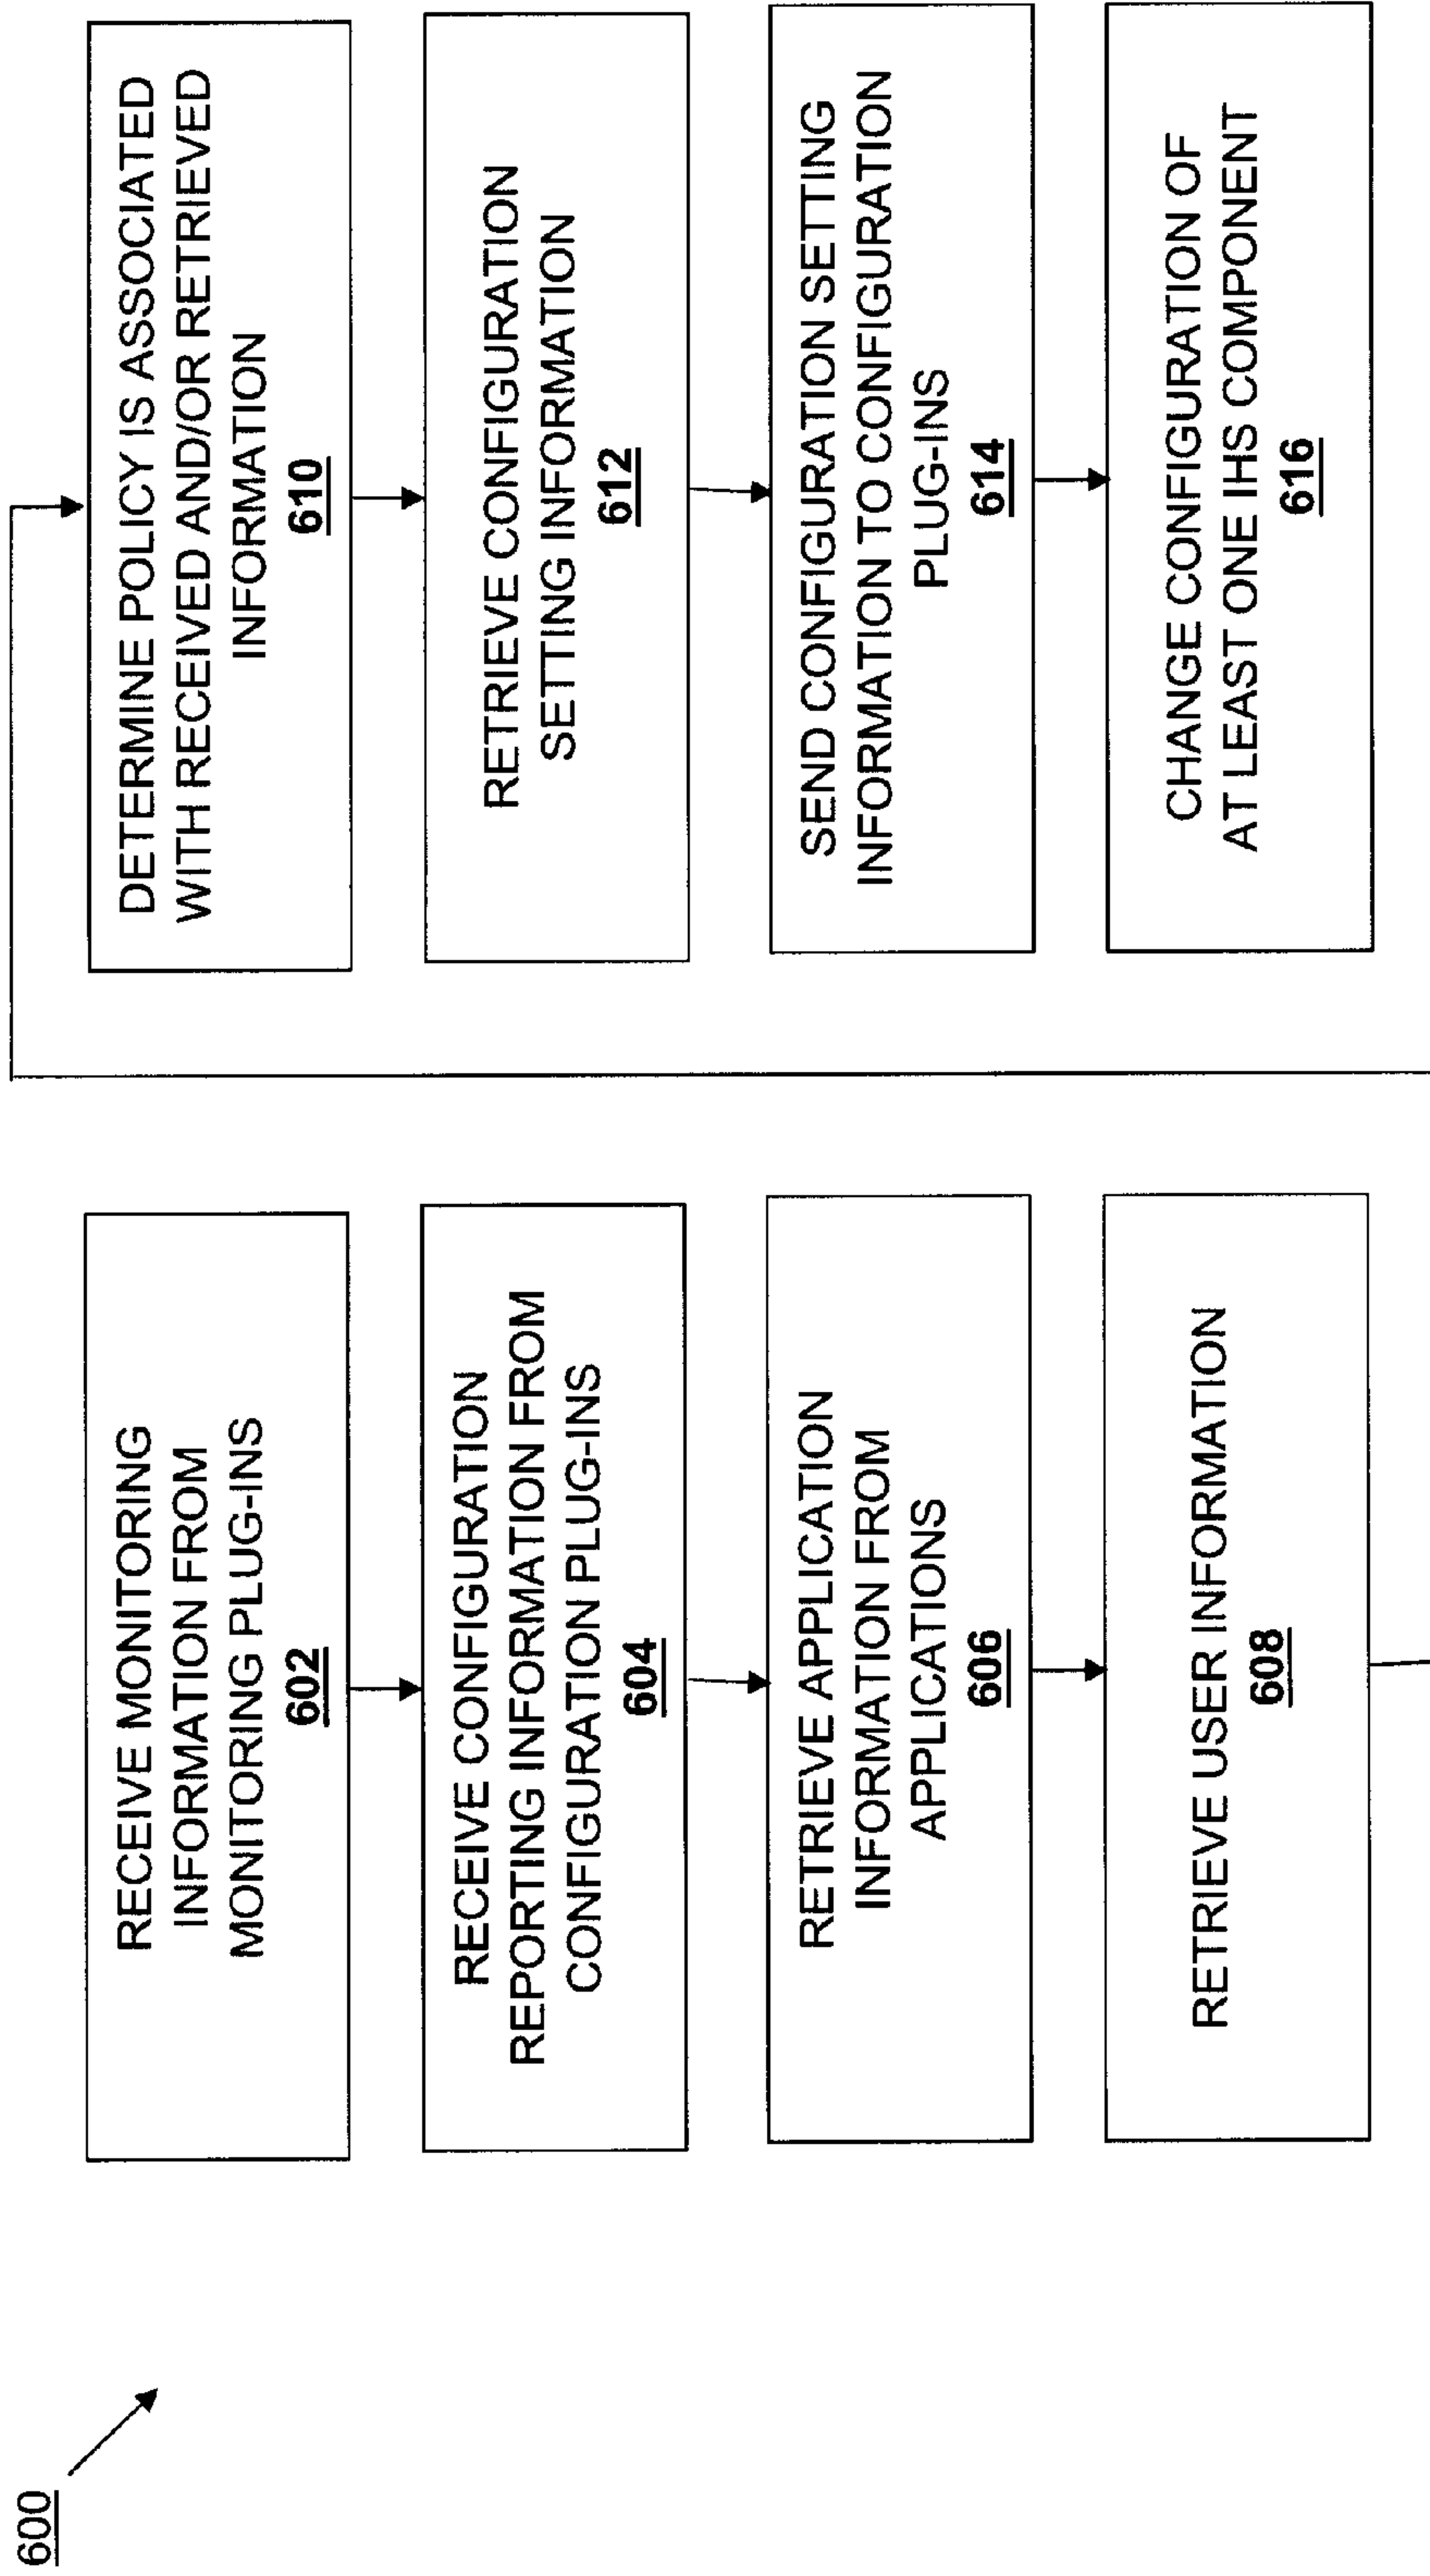 600
RECEIVE MONITORING
INFORMATION FROM
MONITORING PLUG-INS
602
RECEIVE CONFIGURATION
REPORTING INFORMATION FROM
CONFIGURATION PLUG-INS
604
RETRIEVE APPLICATION
INFORMATION FROM
APPLICATIONS
606
RETRIEVE USER INFORMATION
608
DETERMINE POLICY IS ASSOCIATED
WITH RECEIVED AND/OR RETRIEVED
INFORMATION
610
RETRIEVE CONFIGURATION
SETTING INFORMATION
612
SEND CONFIGURATION SETTING
INFORMATION TO CONFIGURATION
PLUG-INS
614
CHANGE CONFIGURATION OF
AT LEAST ONE IHS COMPONENT
616